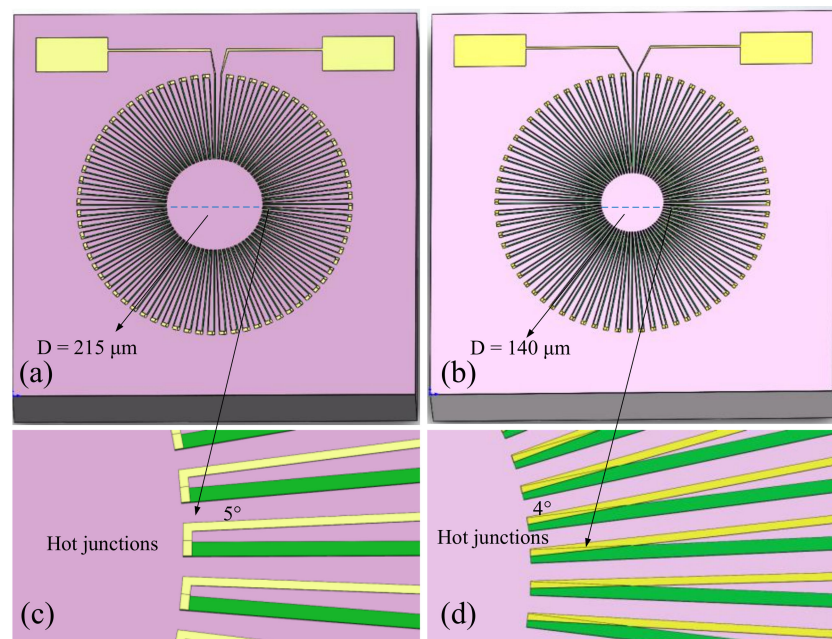 D = 215 μm
(a)
D = 140 μm
(b)
5°
Hot junctions
(c)
4°
Hot junctions
(d)